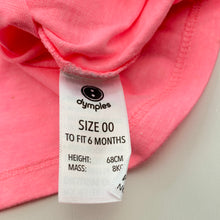 dymples
SIZE 00
TO FIT 6 MONTHS
HEIGHT: 68CM
MASS: 8KG